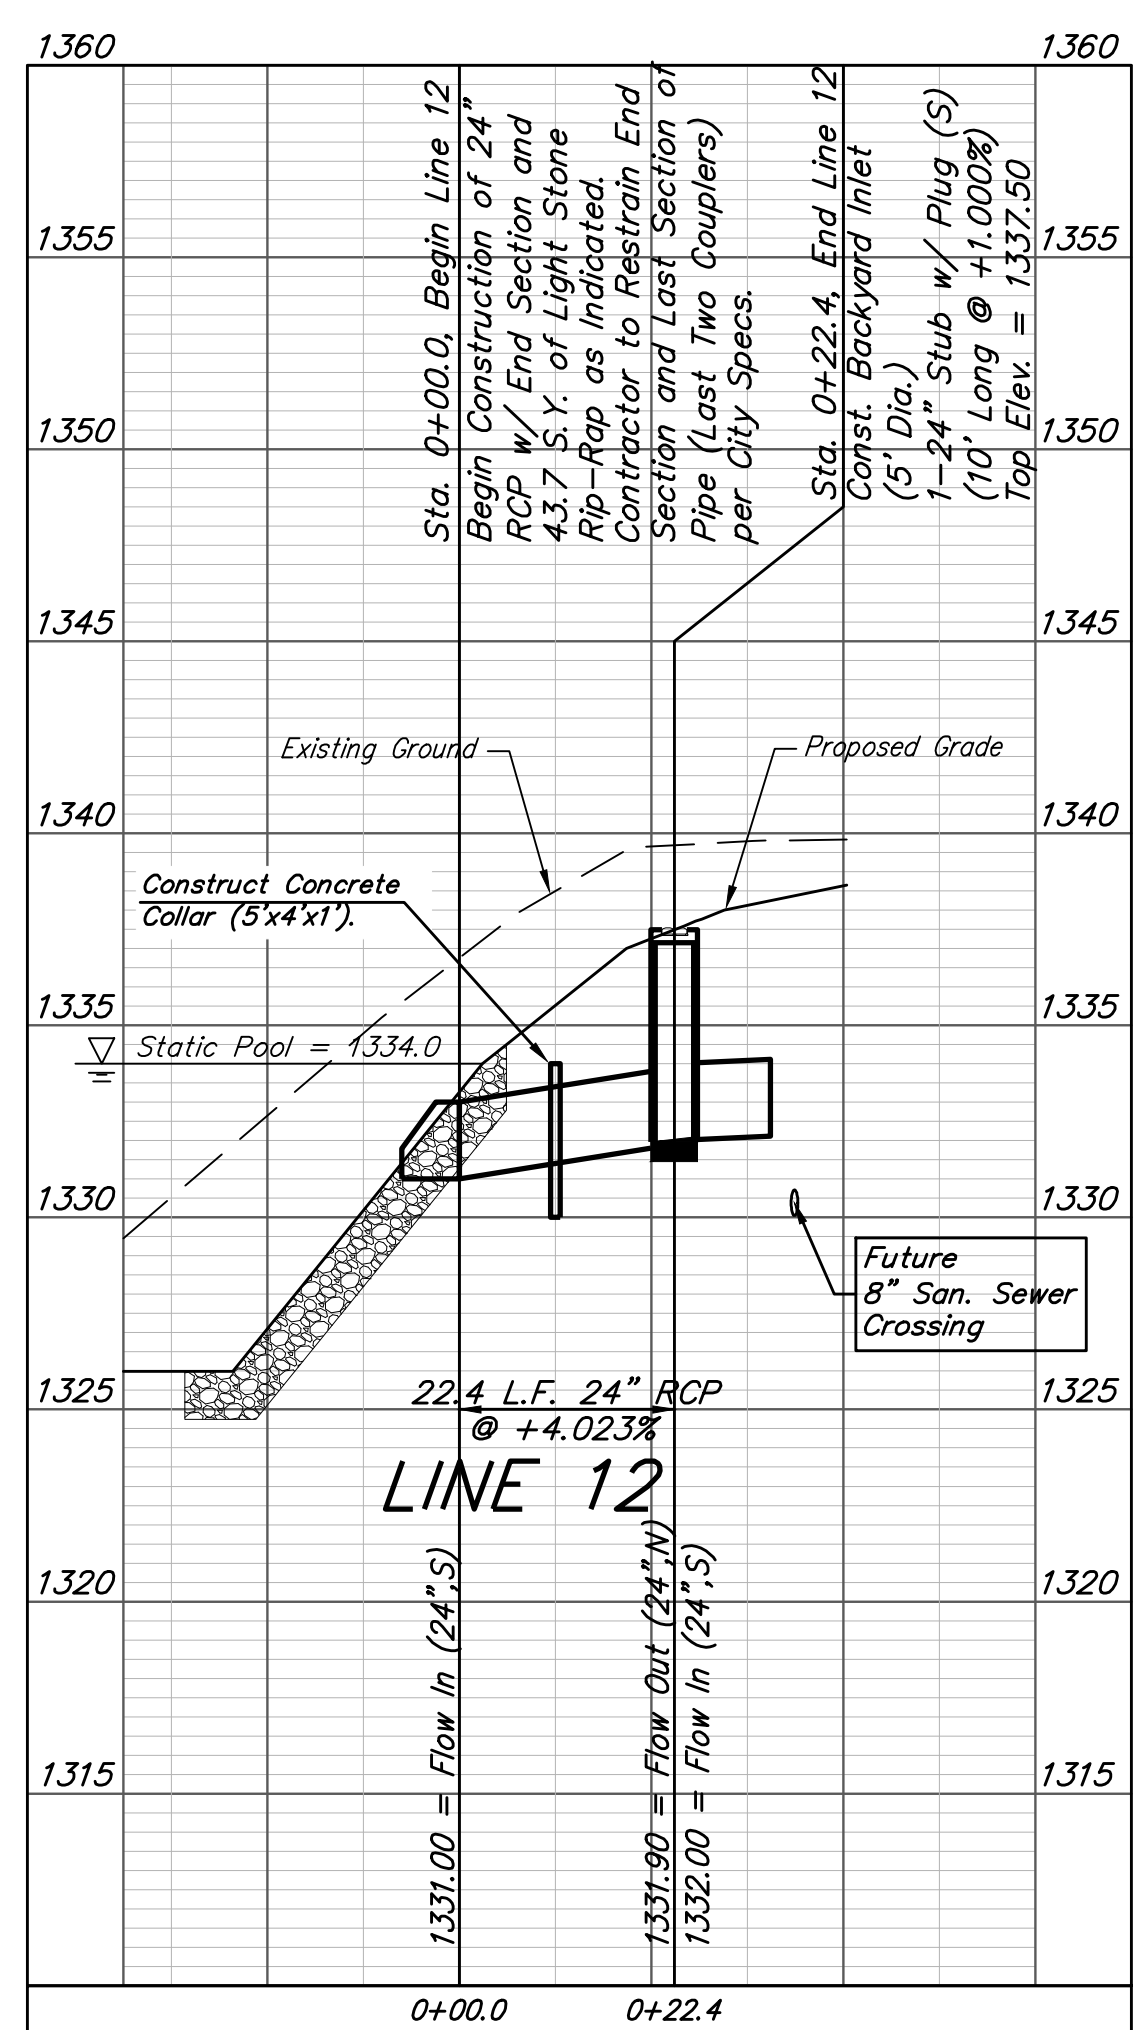 1360
1360
Sta. 0+00.0, Begin Line 12
Begin Construction of 24"
RCP w/ End Section and
43.7 S.Y. of Light Stone
Rip-Rap as Indicated.
Contractor to Restrain End
Section and Last Section of
Pipe (Last Two Couplers)
per City Specs.
Sta. 0+22.4, End Line 12
Const. Backyard Inlet
(5' Dia.)
1-24" Stub w/ Plug (S)
(10' Long @ +1.000%)
Top Elev. = 1337.50
1355
1355
1350
1350
1345
1345
Existing Ground
Proposed Grade
1340
1340
Construct Concrete
Collar (5'x4'x1').
1335
1335
Static Pool = 1334.0
1330
1330
Future
8" San. Sewer
Crossing
1325
1325
22.4 L.F. 24" RCP
@ +4.023%
LINE 12
1320
1320
1331.00 = Flow In (24",S)
1331.90 = Flow Out (24",N)
1332.00 = Flow In (24",S)
1315
1315
0+00.0
0+22.4